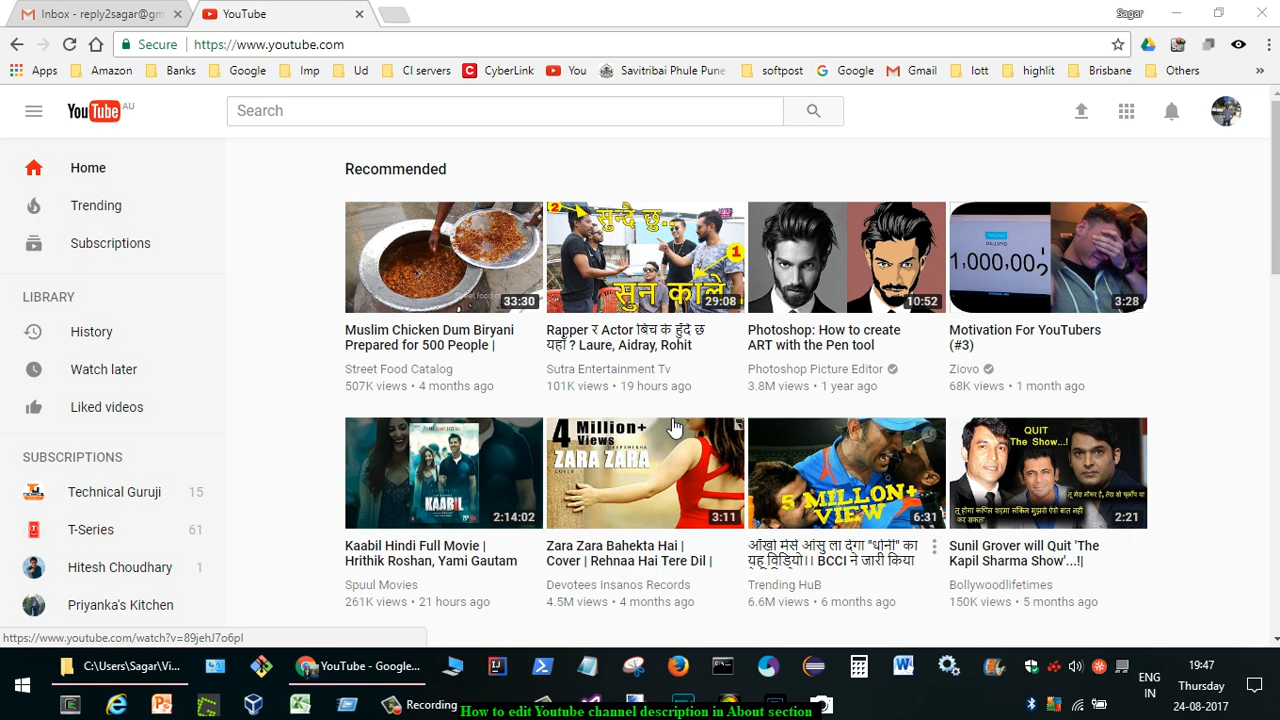 Inbox - reply2sagar@gm
YouTube
Sagar
Secure
https://www.youtube.com
Apps
Amazon
Banks
Google
Imp
Ud
CI servers
CyberLink
You
Savitribai Phule Pune
softpost
Google
Gmail
lott
highlit
Brisbane
Others
»
YouTube AU
Search
Home
Trending
Subscriptions
LIBRARY
History
Watch later
Liked videos
SUBSCRIPTIONS
Technical Guruji 15
T-Series 61
Hitesh Choudhary 1
Priyanka's Kitchen
Recommended
Street food
33:30
2
सुन्दै छु..
1
सुन काले
29:08
10:52
1,000,002
3:28
Muslim Chicken Dum Biryani
Prepared for 500 People |
Street Food Catalog
507K views • 4 months ago
Rapper र Actor बिच के हुँदै छ
यहाँ ? Laure, Aidray, Rohit
Sutra Entertainment Tv
101K views • 19 hours ago
Photoshop: How to create
ART with the Pen tool
Photoshop Picture Editor
3.8M views • 1 year ago
Motivation For YouTubers
(#3)
Ziovo
68K views • 1 month ago
KAABIL
2:14:02
4 Million+
Views
ZARA ZARA
COVER
3:11
5 MILLON+
VIEW
6:31
QUIT
The Show...!
2:21
Kaabil Hindi Full Movie |
Hrithik Roshan, Yami Gautam
Spuul Movies
261K views • 21 hours ago
Zara Zara Bahekta Hai |
Cover | Rehnaa Hai Tere Dil |
Devotees Insanos Records
4.5M views • 4 months ago
आँखो मेसे आंसु ला देगा "धोनी" का
यह विडियो।। BCCI ने जारी किया
Trending HuB
6.6M views • 6 months ago
Sunil Grover will Quit 'The
Kapil Sharma Show'...!|
Bollywoodlifetimes
150K views • 5 months ago
https://www.youtube.com/watch?v=89jehJ7o6pI
C:\Users\Sagar\Vi...
YouTube - Google...
ENG
IN
19:47
Thursday
24-08-2017
Recording
How to edit Youtube channel description in About section